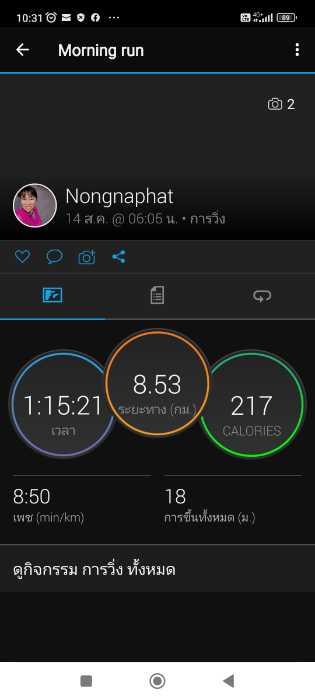 10:31
4G+
89
Morning run
2
Nongnaphat
14 ส.ค. @ 06:05 น. • การวิ่ง
1:15:21
เวลา
8.53
ระยะทาง (กม.)
217
CALORIES
8:50
เพซ (min/km)
18
การขึ้นทั้งหมด (ม.)
ดูกิจกรรม การวิ่ง ทั้งหมด